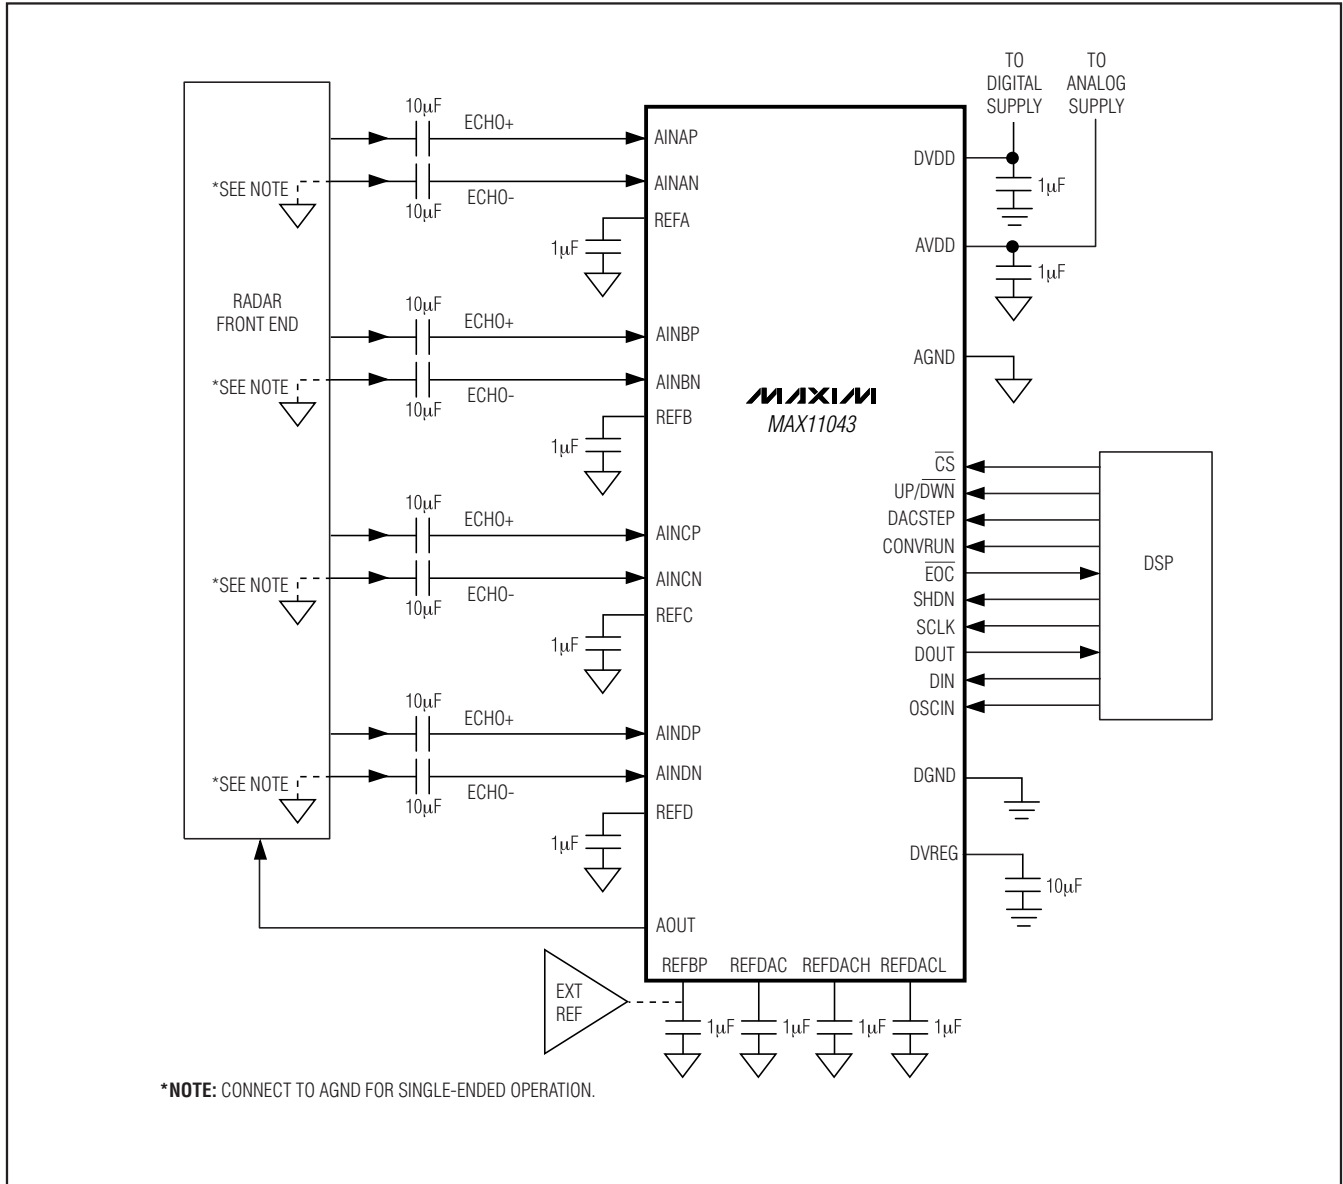 TO
DIGITAL
SUPPLY
TO
ANALOG
SUPPLY
10µF
ECHO+
AINAP
DVDD
*SEE NOTE
10µF
ECHO-
AINAN
1µF
REFA
1µF
AVDD
1µF
RADAR
FRONT END
10µF
ECHO+
AINBP
AGND
*SEE NOTE
10µF
ECHO-
AINBN
1µF
REFB
MAXIM
MAX11043
10µF
ECHO+
AINCP
*SEE NOTE
10µF
ECHO-
AINCN
1µF
REFC
CS
UP/DWN
DACSTEP
CONVRUN
EOC
SHDN
SCLK
DOUT
DIN
OSCIN
DSP
10µF
ECHO+
AINDP
*SEE NOTE
10µF
ECHO-
AINDN
1µF
REFD
DGND
DVREG
10µF
AOUT
REFBP REFDAC REFDACH REFDACL
EXT
REF
1µF 1µF 1µF 1µF
*NOTE: CONNECT TO AGND FOR SINGLE-ENDED OPERATION.